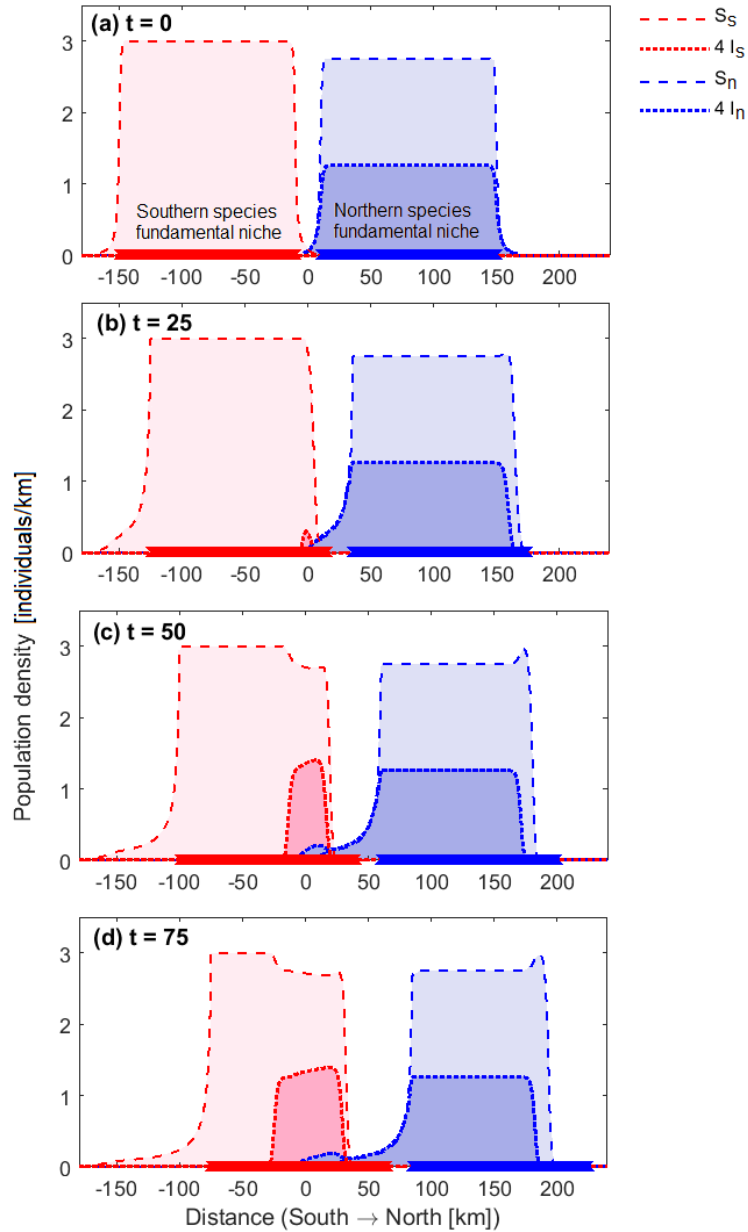 (a) t = 0
Southern species
fundamental niche
Northern species
fundamental niche
3
2
1
0
-150 -100 -50 0 50 100 150 200
S_s
4 I_s
S_n
4 I_n
(b) t = 25
3
2
1
0
-150 -100 -50 0 50 100 150 200
Population density [individuals/km]
(c) t = 50
3
2
1
0
-150 -100 -50 0 50 100 150 200
(d) t = 75
3
2
1
0
-150 -100 -50 0 50 100 150 200
Distance (South → North [km])